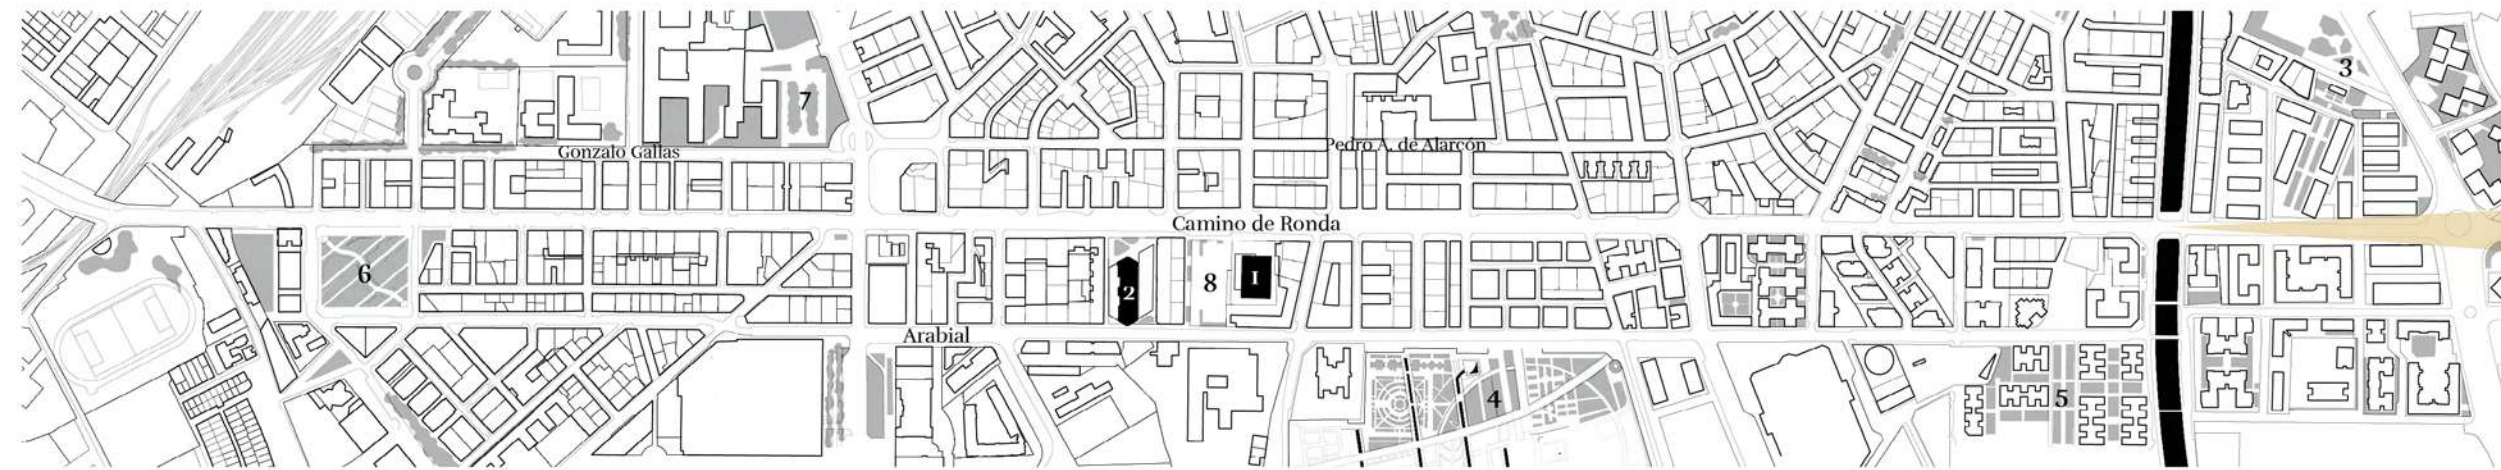 3
7
Gonzalo Gallas
Pedro A. de Alarcón
Camino de Ronda
6
2
8
1
Arabial
4
5